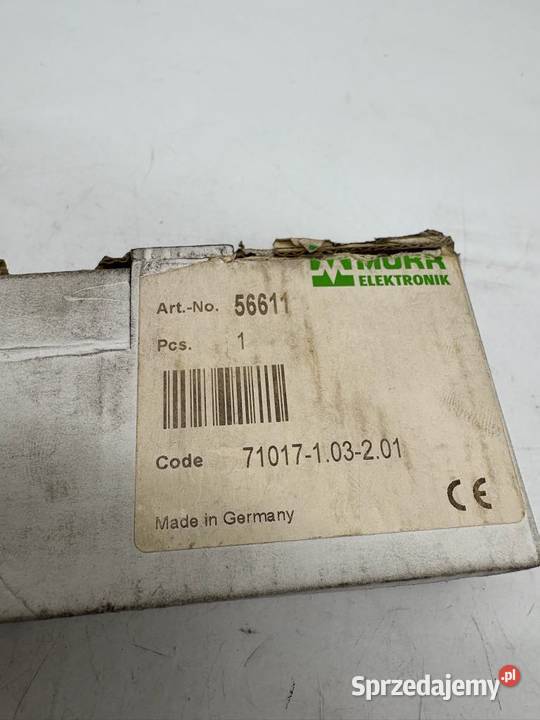 MURR
ELEKTRONIK
Art.-No. 56611
Pcs. 1
Code 71017-1.03-2.01
CE
Made in Germany
Sprzedajemy.pl